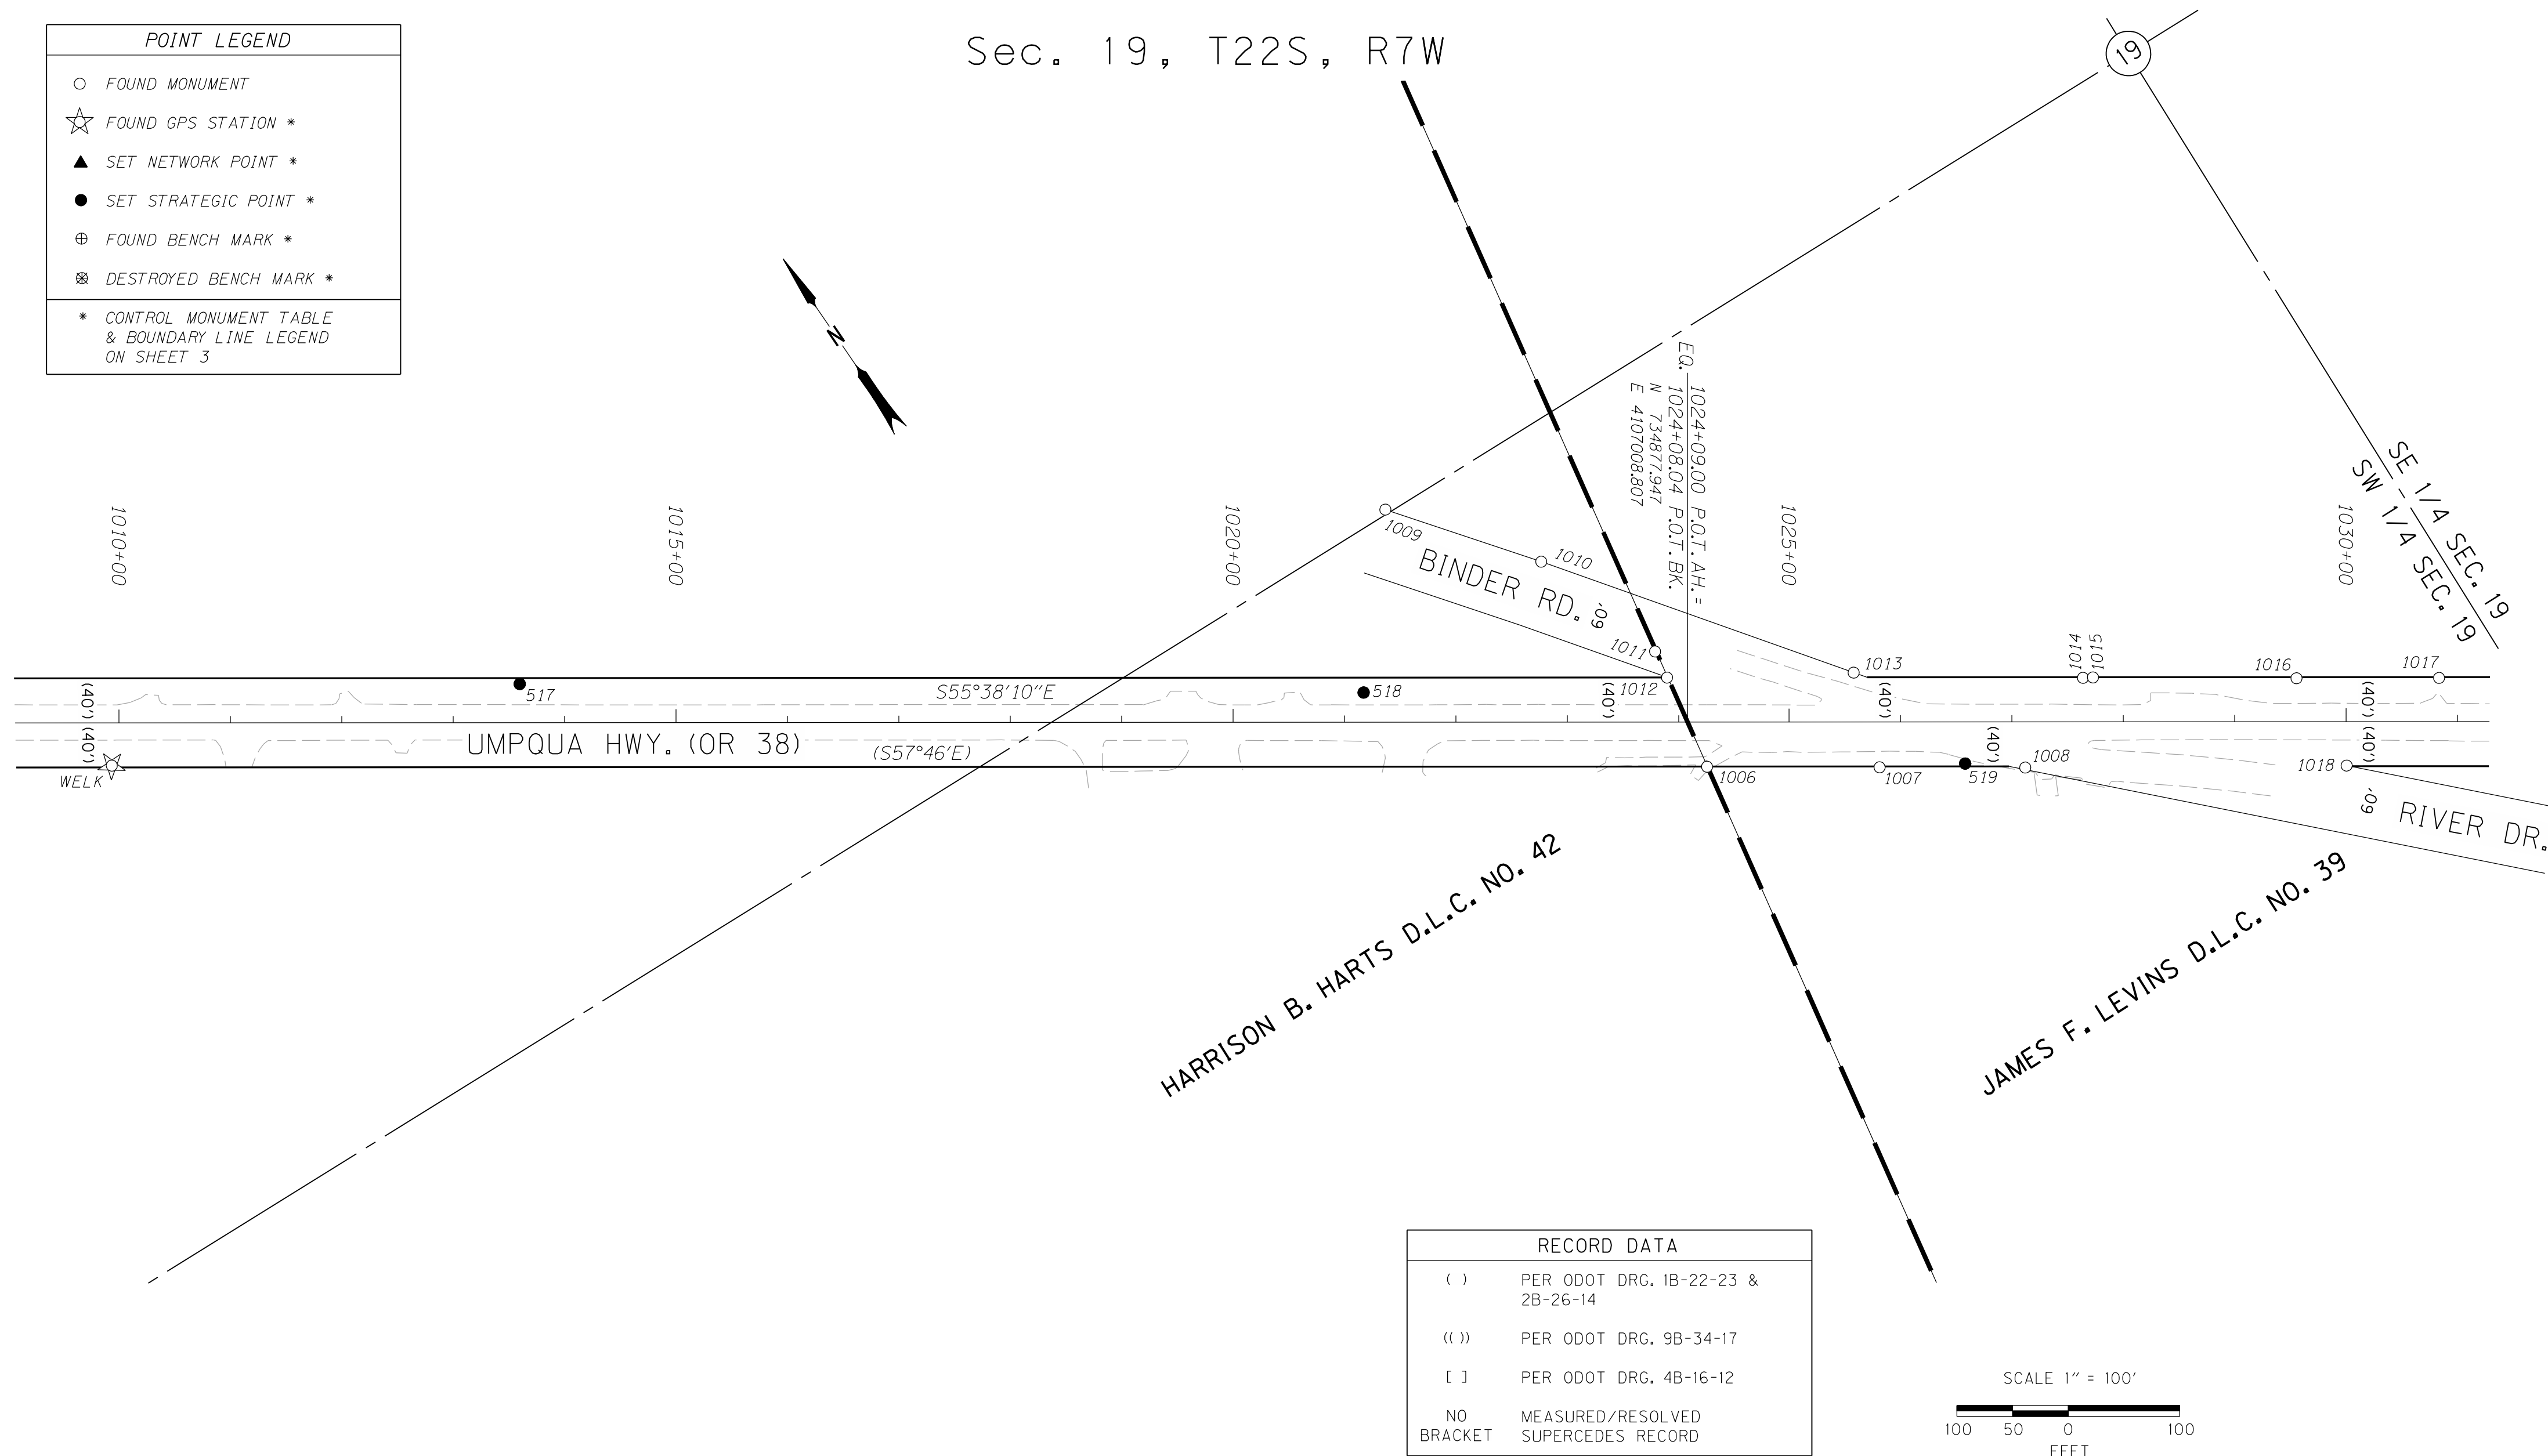 Sec. 19, T22S, R7W
POINT LEGEND
FOUND MONUMENT
FOUND GPS STATION *
SET NETWORK POINT *
SET STRATEGIC POINT *
FOUND BENCH MARK *
DESTROYED BENCH MARK *
* CONTROL MONUMENT TABLE
& BOUNDARY LINE LEGEND
ON SHEET 3
19
N
EQ.
1024+09.00 P.O.T. AH. =
1024+08.04 P.O.T. BK.
N 734877.947
E 4107008.807
SE 1/4 SEC. 19
SW 1/4 SEC. 19
1010+00
1015+00
1020+00
1025+00
1030+00
1009
1010
BINDER RD.
60'
1011
1012
1013
1014
1015
1016
1017
517
518
S55°38'10"E
(40')
(40')
(40')
(40')
(40')
(40')
(40')
UMPQUA HWY. (OR 38)
(S57°46'E)
WELK
1006
1007
519
1008
1018
60'
RIVER DR.
HARRISON B. HARTS D.L.C. NO. 42
JAMES F. LEVINS D.L.C. NO. 39
RECORD DATA
( ) PER ODOT DRG. 1B-22-23 &
2B-26-14
(( )) PER ODOT DRG. 9B-34-17
[ ] PER ODOT DRG. 4B-16-12
NO MEASURED/RESOLVED
BRACKET SUPERCEDES RECORD
SCALE 1" = 100'
100 50 0 100
FEET